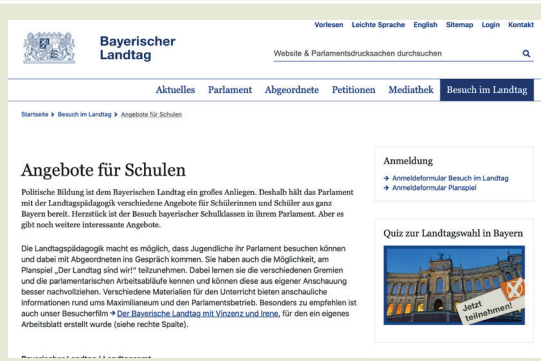 Vorlesen Leichte Sprache English Sitemap Login Kontakt
Bayerischer
Landtag
Website & Parlamentsdrucksachen durchsuchen
Aktuelles Parlament Abgeordnete Petitionen Mediathek Besuch im Landtag
Startseite > Besuch im Landtag > Angebote für Schulen
Angebote für Schulen
Politische Bildung ist dem Bayerischen Landtag ein großes Anliegen. Deshalb hält das Parlament
mit der Landtagspädagogik verschiedene Angebote für Schülerinnen und Schüler aus ganz
Bayern bereit. Herzstück ist der Besuch bayerischer Schulklassen in ihrem Parlament. Aber es
gibt noch weitere interessante Angebote.
Die Landtagspädagogik macht es möglich, dass Jugendliche ihr Parlament besuchen können
und dabei mit Abgeordneten ins Gespräch kommen. Sie haben auch die Möglichkeit, am
Planspiel „Der Landtag sind wir!“ teilzunehmen. Dabei lernen sie die verschiedenen Gremien
und die parlamentarischen Arbeitsabläufe kennen und können diese aus eigener Anschauung
besser nachvollziehen. Verschiedene Materialien für den Unterricht bieten anschauliche
Informationen rund ums Maximilianeum und den Parlamentsbetrieb. Besonders zu empfehlen ist
auch unser Besucherfilm → Der Bayerische Landtag mit Vinzenz und Irene, für den ein eigenes
Arbeitsblatt erstellt wurde (siehe rechte Spalte).
Anmeldung
→ Anmeldeformular Besuch im Landtag
→ Anmeldeformular Planspiel
Quiz zur Landtagswahl in Bayern
Jetzt
teilnehmen!